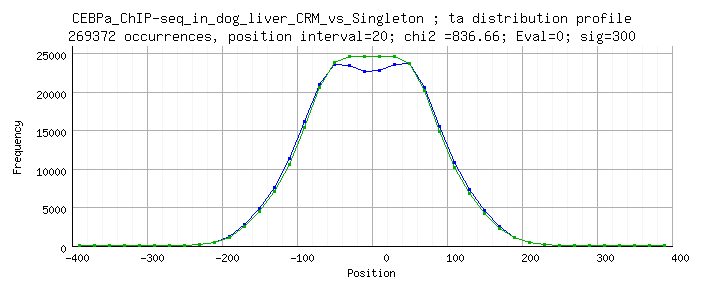 CEBPa_ChIP-seq_in_dog_liver_CRM_vs_Singleton ; ta distribution profile
269372 occurrences, position interval=20; chi2 =836.66; Eval=0; sig=300
25000
20000
15000
10000
5000
0
Frequency
-400 -300 -200 -100 0 100 200 300 400
Position